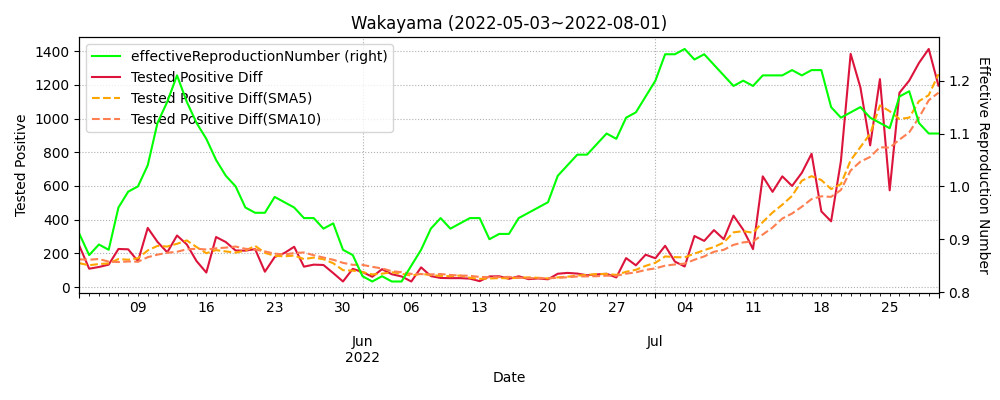 Wakayama (2022-05-03~2022-08-01)
effectiveReproductionNumber (right)
Tested Positive Diff
Tested Positive Diff(SMA5)
Tested Positive Diff(SMA10)
Tested Positive
1400
1200
1000
800
600
400
200
0
Effective Reproduction Number
1.2
1.1
1.0
0.9
0.8
09 16 23 30 06 13 20 27 04 11 18 25
Jun Jul
2022
Date